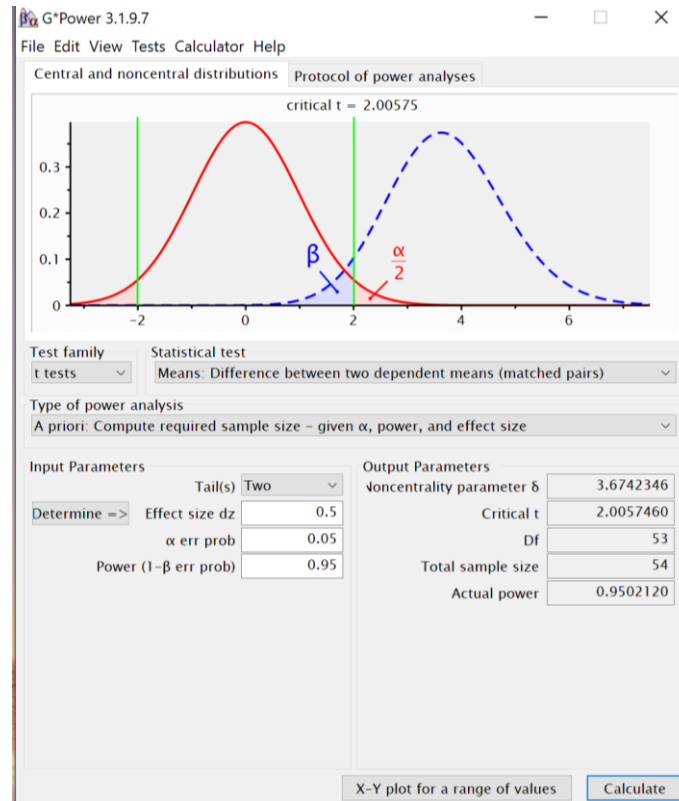 βα G*Power 3.1.9.7
File Edit View Tests Calculator Help
Central and noncentral distributions Protocol of power analyses
critical t = 2.00575
0.3
0.2
0.1
0
β
α
2
-2 0 2 4 6
Test family Statistical test
t tests Means: Difference between two dependent means (matched pairs)
Type of power analysis
A priori: Compute required sample size - given α, power, and effect size
Input Parameters Output Parameters
Tail(s) Two Noncentrality parameter δ 3.6742346
Determine => Effect size dz 0.5 Critical t 2.0057460
α err prob 0.05 Df 53
Power (1-β err prob) 0.95 Total sample size 54
Actual power 0.9502120
X-Y plot for a range of values Calculate